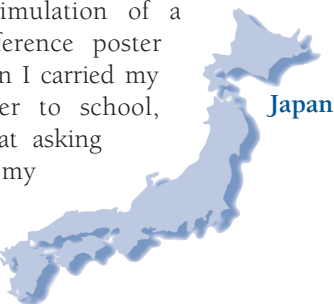 imulation of a
ference poster
n I carried my
er to school,
at asking
my
Japan